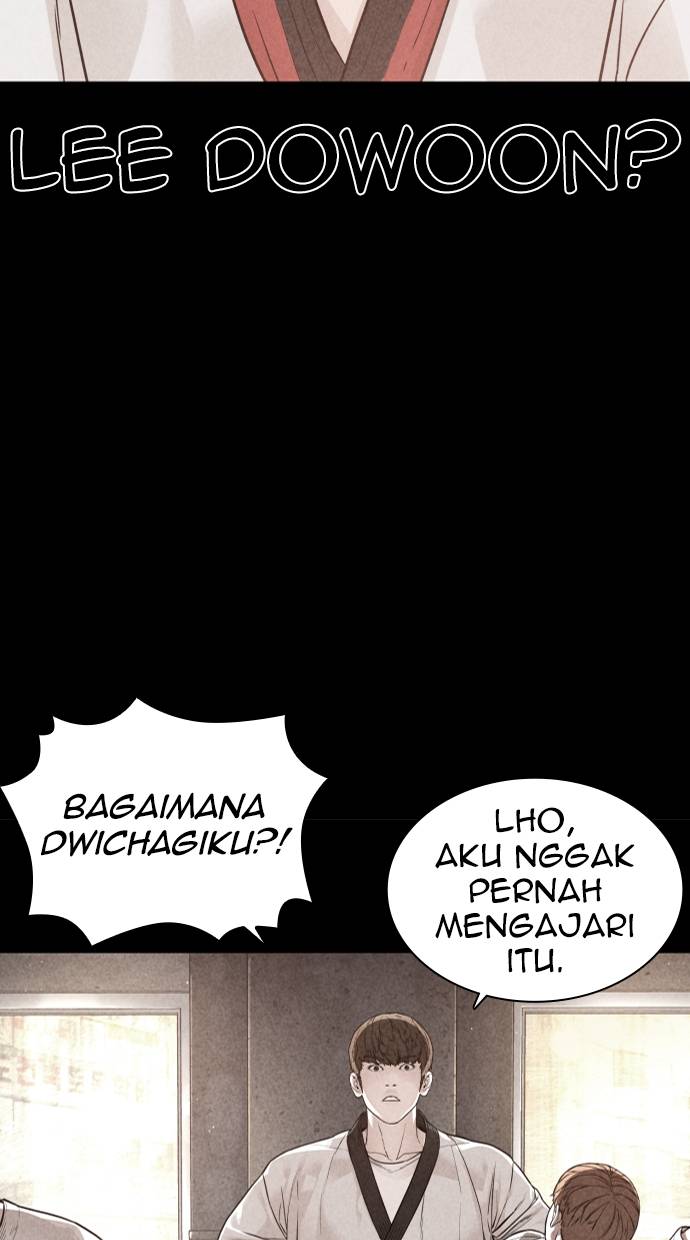 LEE DOWOON?
BAGAIMANA
DWICHAGIKU?!
LHO,
AKU NGGAK
PERNAH
MENGAJARI
ITU.